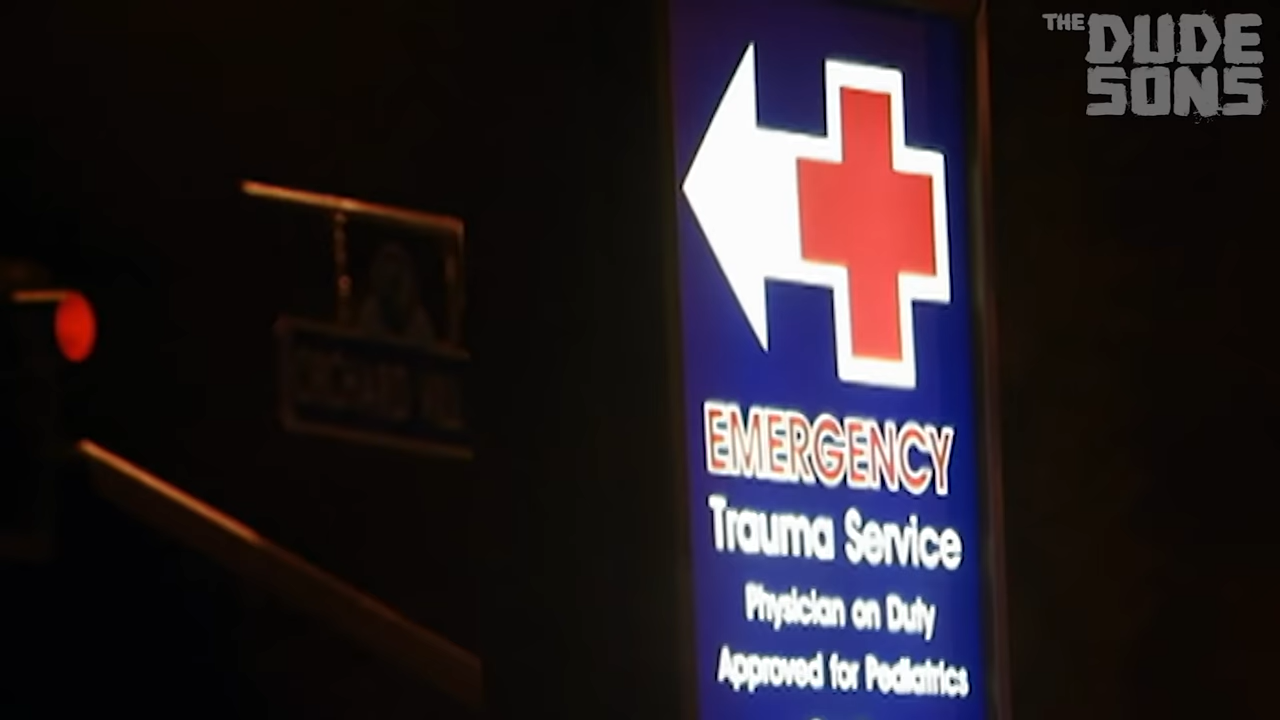 THE
DUDE
SONS
EMERGENCY
Trauma Service
Physician on Duty
Approved for Pediatrics